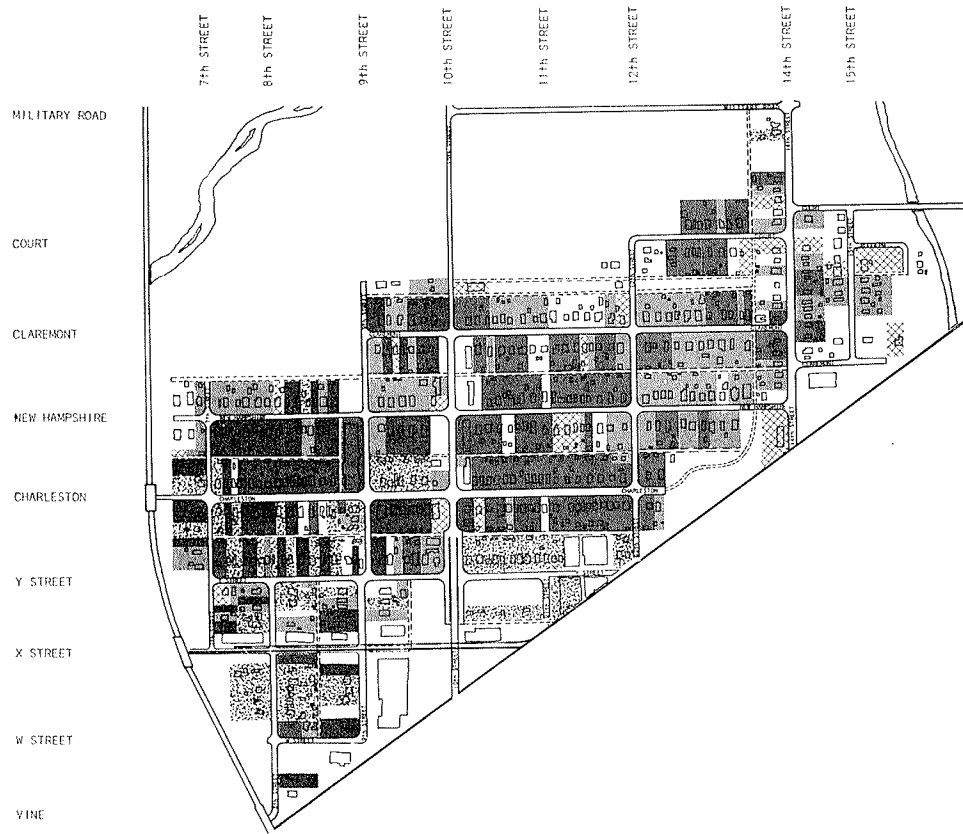 7th STREET
8th STREET
9th STREET
10th STREET
11th STREET
12th STREET
14th STREET
15th STREET
MILITARY ROAD
COURT
CLAREMONT
NEW HAMPSHIRE
CHARLESTON
CHARLESTON
CHARLESTON
Y STREET
X STREET
W STREET
VINE